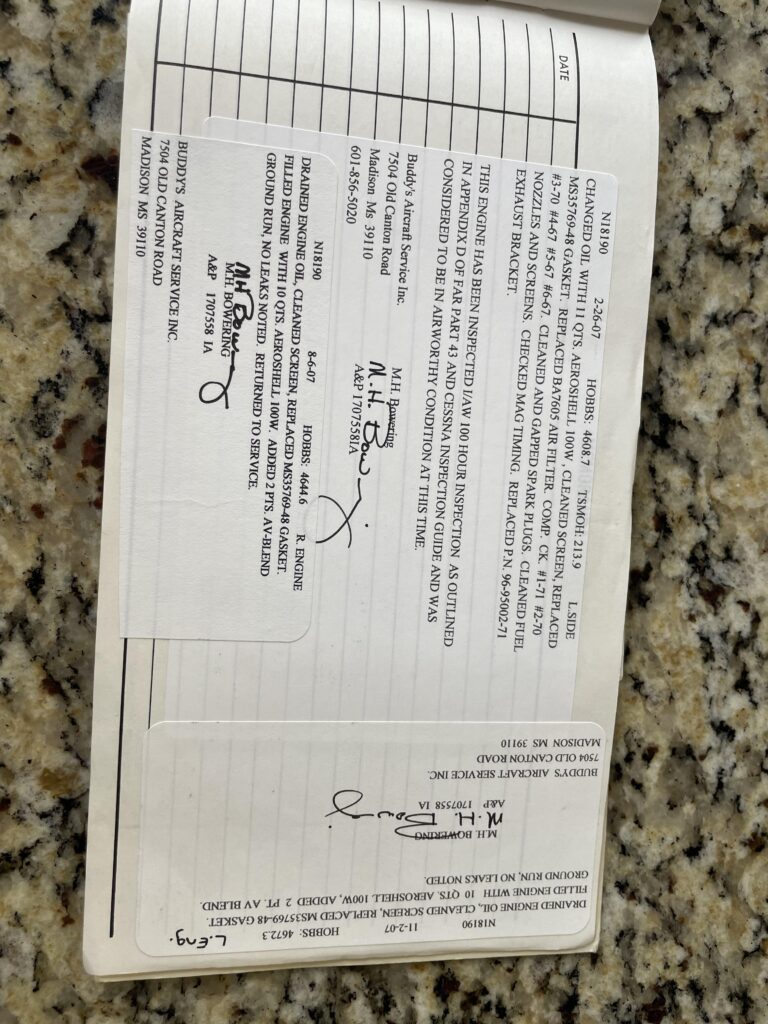 DATE
N18190 2-26-07 HOBBS: 4608.7 TSMOH: 213.9 L.SIDE
CHANGED OIL WITH 11 QTS. AEROSHELL 100W , CLEANED SCREEN, REPLACED
MS35769-48 GASKET. REPLACED BA7605 AIR FILTER. COMP. CK. #1-71 #2-70
#3-70 #4-67 #5-67 #6-67. CLEANED AND GAPPED SPARK PLUGS. CLEANED FUEL
NOZZLES AND SCREENS. CHECKED MAG TIMING. REPLACED P.N. 96-95002-71
EXHAUST BRACKET.
THIS ENGINE HAS BEEN INSPECTED I/AW 100 HOUR INSPECTION AS OUTLINED
IN APPENDIX D OF FAR PART 43 AND CESSNA INSPECTION GUIDE AND WAS
CONSIDERED TO BE IN AIRWORTHY CONDITION AT THIS TIME.
Buddy's Aircraft Service Inc.
7504 Old Canton Road
Madison Ms 39110
601-856-5020
M.H. Bowering
M.H. Bowering
A&P 1707558IA
N18190 8-6-07 HOBBS: 4644.6 R. ENGINE
DRAINED ENGINE OIL, CLEANED SCREEN, REPLACED MS35769-48 GASKET.
FILLED ENGINE WITH 10 QTS. AEROSHELL 100W. ADDED 2 PTS. AV-BLEND
GROUND RUN, NO LEAKS NOTED. RETURNED TO SERVICE.
MH Bowering
M.H. BOWERING
A&P 1707558 IA
BUDDY'S AIRCRAFT SERVICE INC.
7504 OLD CANTON ROAD
MADISON MS 39110
N18190 11-2-07 HOBBS: 4672.3 L.Eng.
DRAINED ENGINE OIL, CLEANED SCREEN, REPLACED MS35769-48 GASKET.
FILLED ENGINE WITH 10 QTS. AEROSHELL 100W, ADDED 2 PT. AV BLEND.
GROUND RUN, NO LEAKS NOTED.
M.H. BOWERING
M.H. Bowering
A&P 1707558 IA
BUDDY'S AIRCRAFT SERVICE INC.
7504 OLD CANTON ROAD
MADISON MS 39110